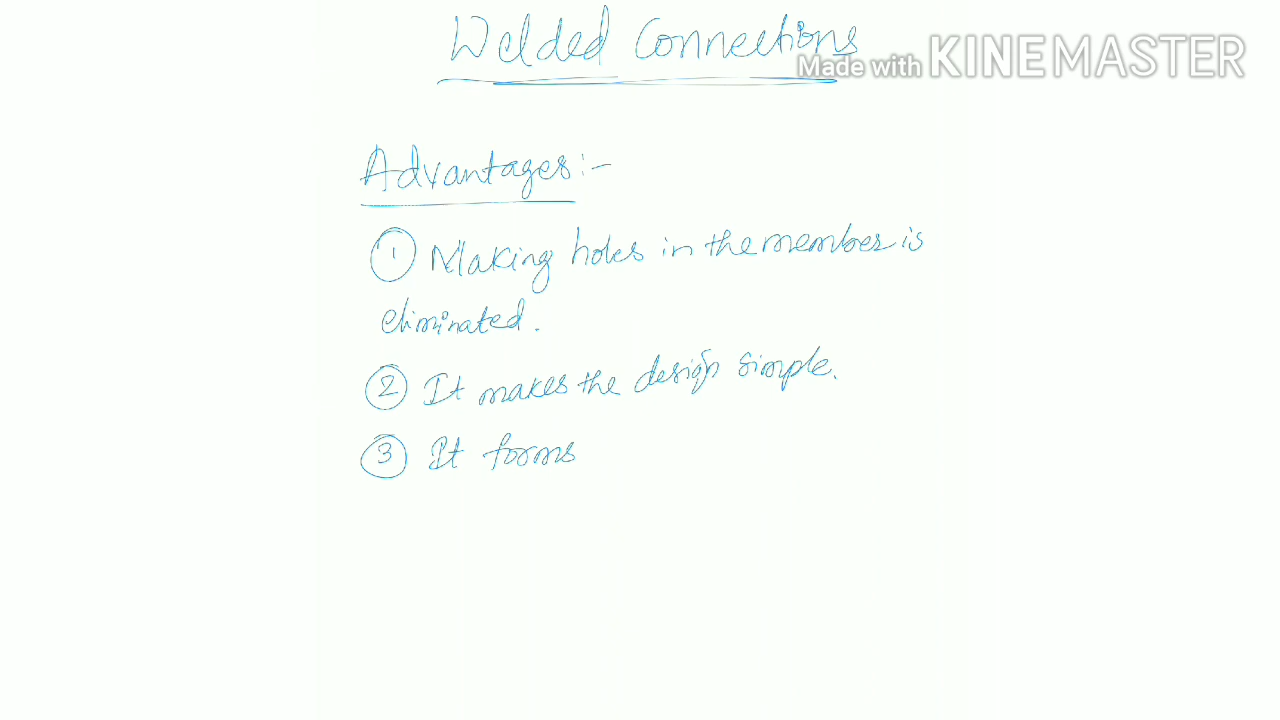 Welded Connections
Made with KINEMASTER
Advantages:-
① Making holes in the member is
eliminated.
② It makes the design simple.
③ It forms